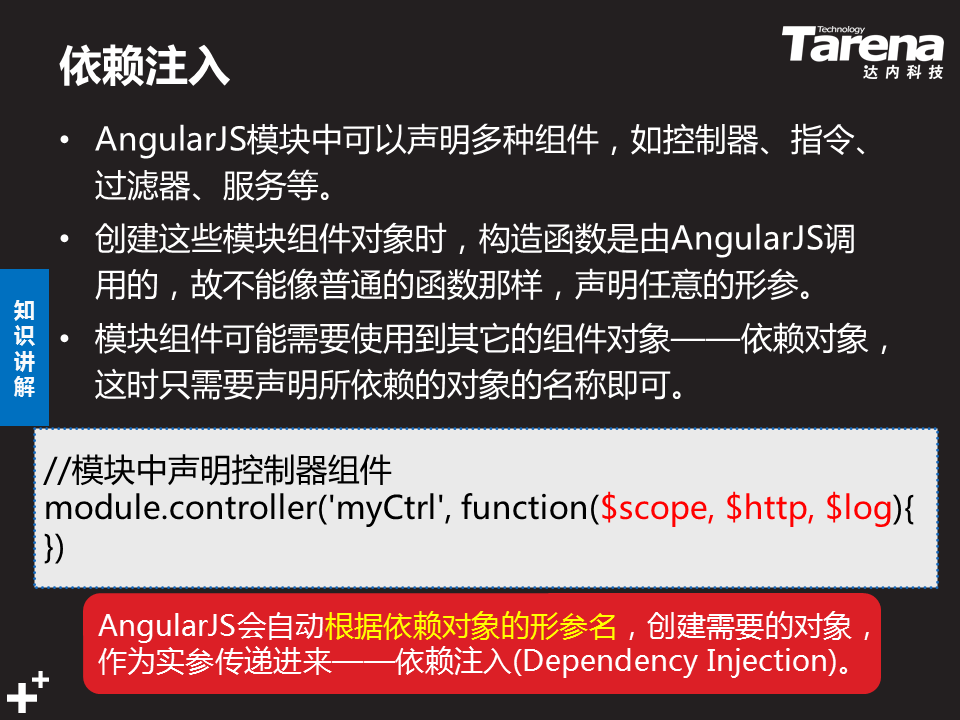 依赖注入
Technology
Tarena
达内科技
• AngularJS模块中可以声明多种组件，如控制器、指令、
过滤器、服务等。
• 创建这些模块组件对象时，构造函数是由AngularJS调
用的，故不能像普通的函数那样，声明任意的形参。
• 模块组件可能需要使用到其它的组件对象——依赖对象，
这时只需要声明所依赖的对象的名称即可。
知
识
讲
解
//模块中声明控制器组件
module.controller('myCtrl', function($scope, $http, $log){
})
AngularJS会自动根据依赖对象的形参名，创建需要的对象，
作为实参传递进来——依赖注入(Dependency Injection)。